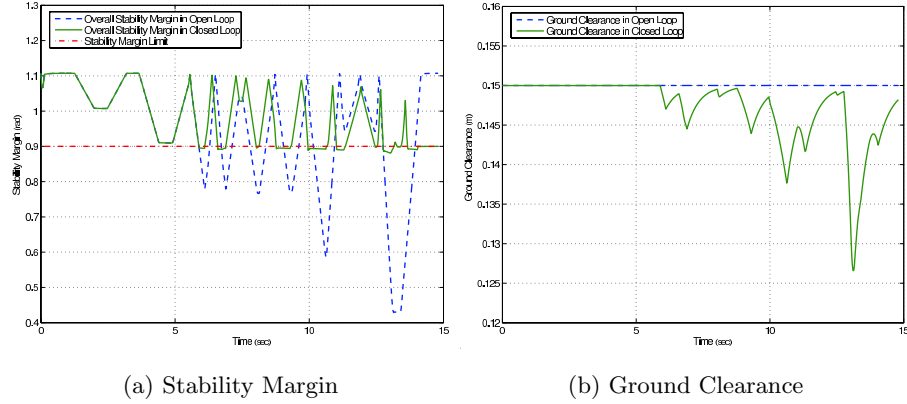 Overall Stability Margin in Open Loop
Overall Stability Margin in Closed Loop
Stability Margin Limit
1.3
1.2
1.1
1
0.9
0.8
0.7
0.6
0.5
0.4
Stability Margin (rad)
0
5
10
15
Time (sec)
(a) Stability Margin
Ground Clearance in Open Loop
Ground Clearance in Closed Loop
0.16
0.155
0.15
0.145
0.14
0.135
0.13
0.125
0.12
Ground Clearance (m)
0
5
10
15
Time (sec)
(b) Ground Clearance